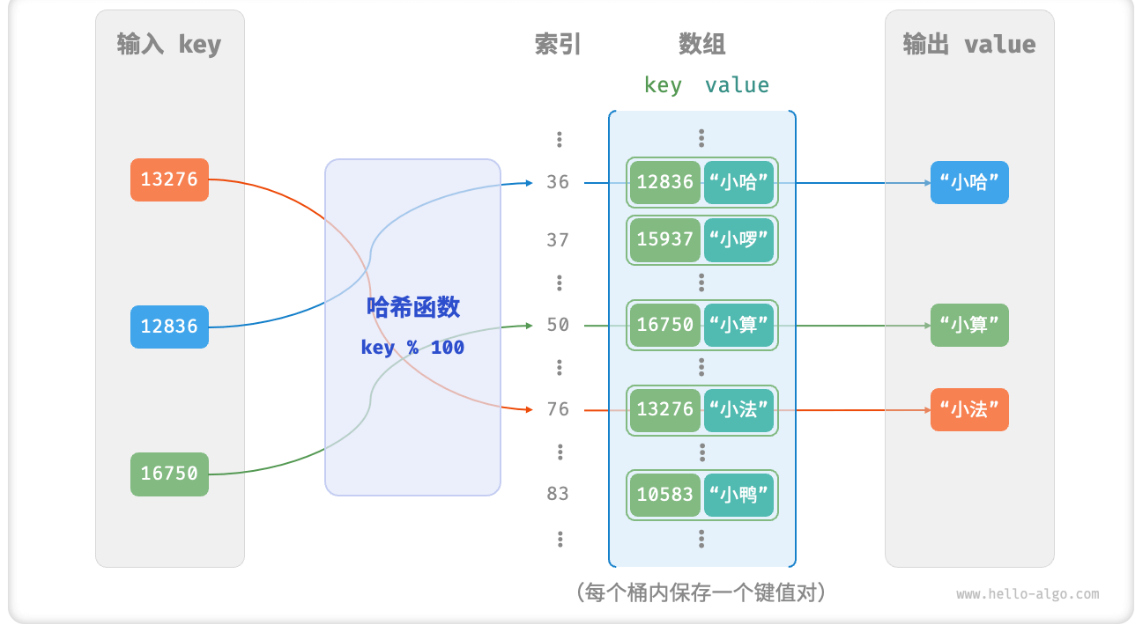 输入 key
索引
数组
输出 value
key value
13276
12836
16750
哈希函数
key % 100
36
12836 “小哈”
“小哈”
37
15937 “小啰”
50
16750 “小算”
“小算”
76
13276 “小法”
“小法”
83
10583 “小鸭”
(每个桶内保存一个键值对)
www.hello-algo.com